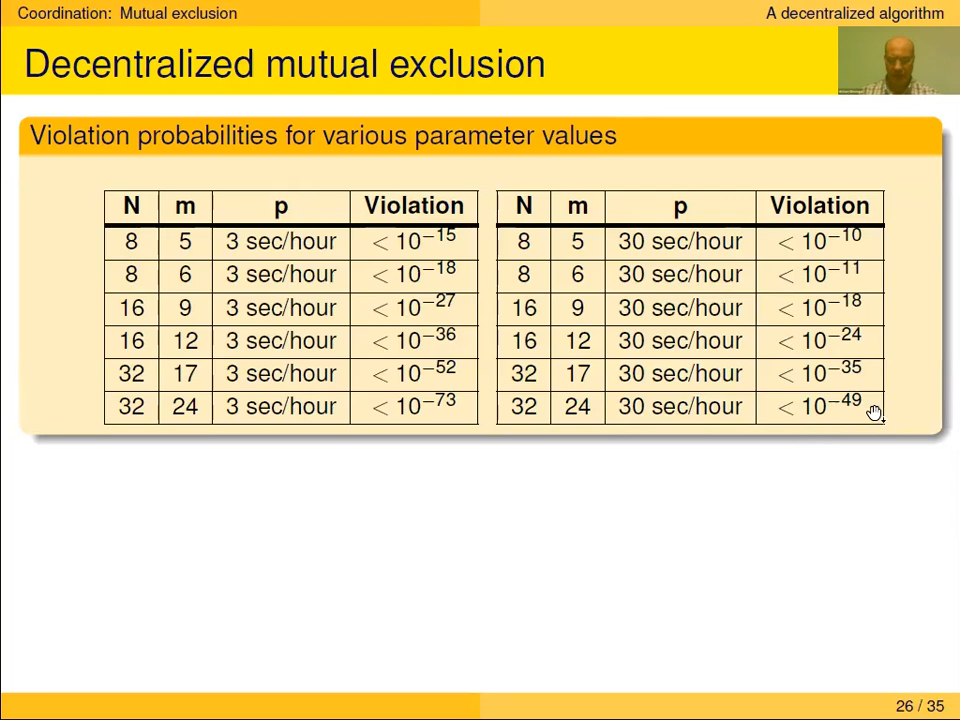 Coordination: Mutual exclusion A decentralized algorithm
Decentralized mutual exclusion
Violation probabilities for various parameter values
N m p Violation N m p Violation
8 5 3 sec/hour < 10⁻¹⁵ 8 5 30 sec/hour < 10⁻¹⁰
8 6 3 sec/hour < 10⁻¹⁸ 8 6 30 sec/hour < 10⁻¹¹
16 9 3 sec/hour < 10⁻²⁷ 16 9 30 sec/hour < 10⁻¹⁸
16 12 3 sec/hour < 10⁻³⁶ 16 12 30 sec/hour < 10⁻²⁴
32 17 3 sec/hour < 10⁻⁵² 32 17 30 sec/hour < 10⁻³⁵
32 24 3 sec/hour < 10⁻⁷³ 32 24 30 sec/hour < 10⁻⁴⁹
26 / 35